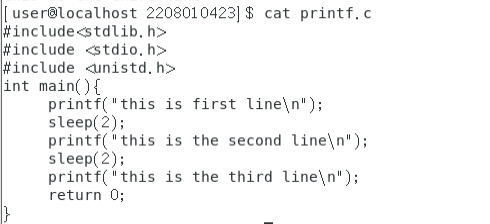 [user@localhost 2208010423]$ cat printf.c
#include<stdlib.h>
#include <stdio.h>
#include <unistd.h>
int main(){
     printf("this is first line\n");
     sleep(2);
     printf("this is the second line\n");
     sleep(2);
     printf("this is the third line\n");
     return 0;
}